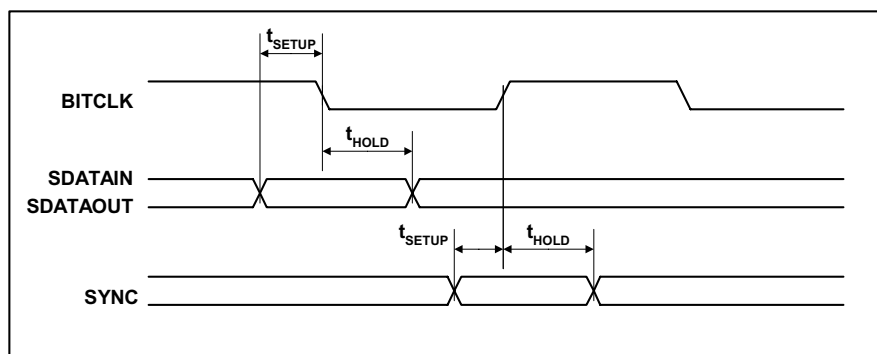 tSETUP
BITCLK
tHOLD
SDATAIN
SDATAOUT
tSETUP tHOLD
SYNC